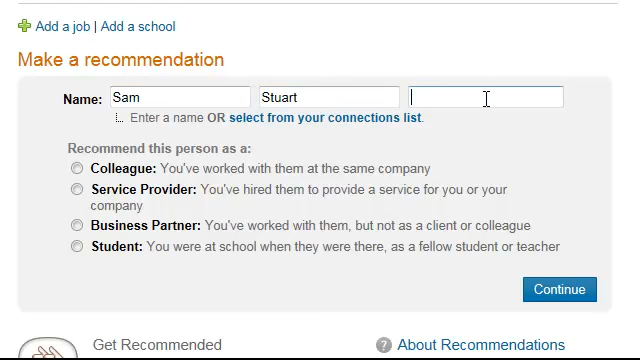 Add a job | Add a school
Make a recommendation
Name: Sam Stuart
Enter a name OR select from your connections list.
Recommend this person as a:
Colleague: You've worked with them at the same company
Service Provider: You've hired them to provide a service for you or your
company
Business Partner: You've worked with them, but not as a client or colleague
Student: You were at school when they were there, as a fellow student or teacher
Continue
Get Recommended
? About Recommendations